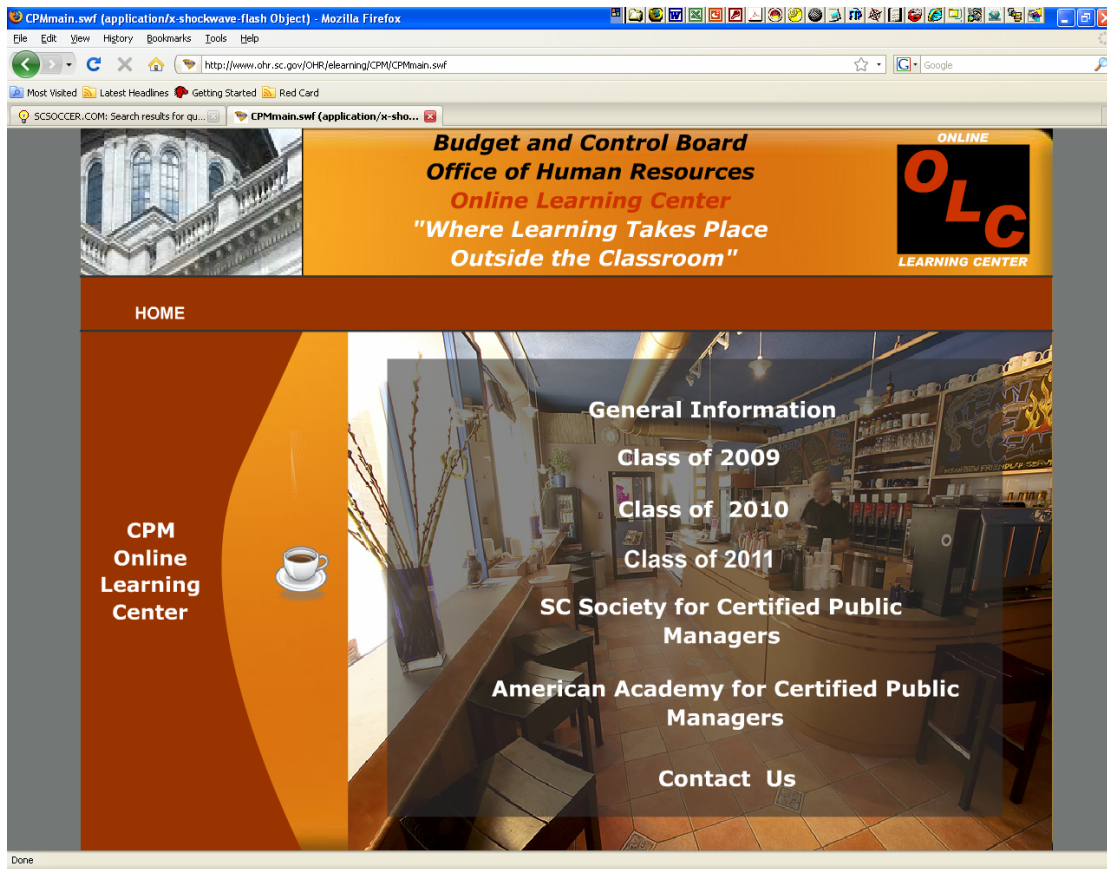 CPMmain.swf (application/x-shockwave-flash Object) - Mozilla Firefox
File Edit View History Bookmarks Tools Help
http://www.ohr.sc.gov/OHR/elearning/CPM/CPMmain.swf
Google
Most Visited Latest Headlines Getting Started Red Card
SCSOCCER.COM: Search results for qu... CPMmain.swf (application/x-sho...
Budget and Control Board
Office of Human Resources
Online Learning Center
"Where Learning Takes Place
Outside the Classroom"
ONLINE
OLC
LEARNING CENTER
HOME
CPM
Online
Learning
Center
General Information
Class of 2009
Class of 2010
Class of 2011
SC Society for Certified Public
Managers
American Academy for Certified Public
Managers
Contact Us
Done